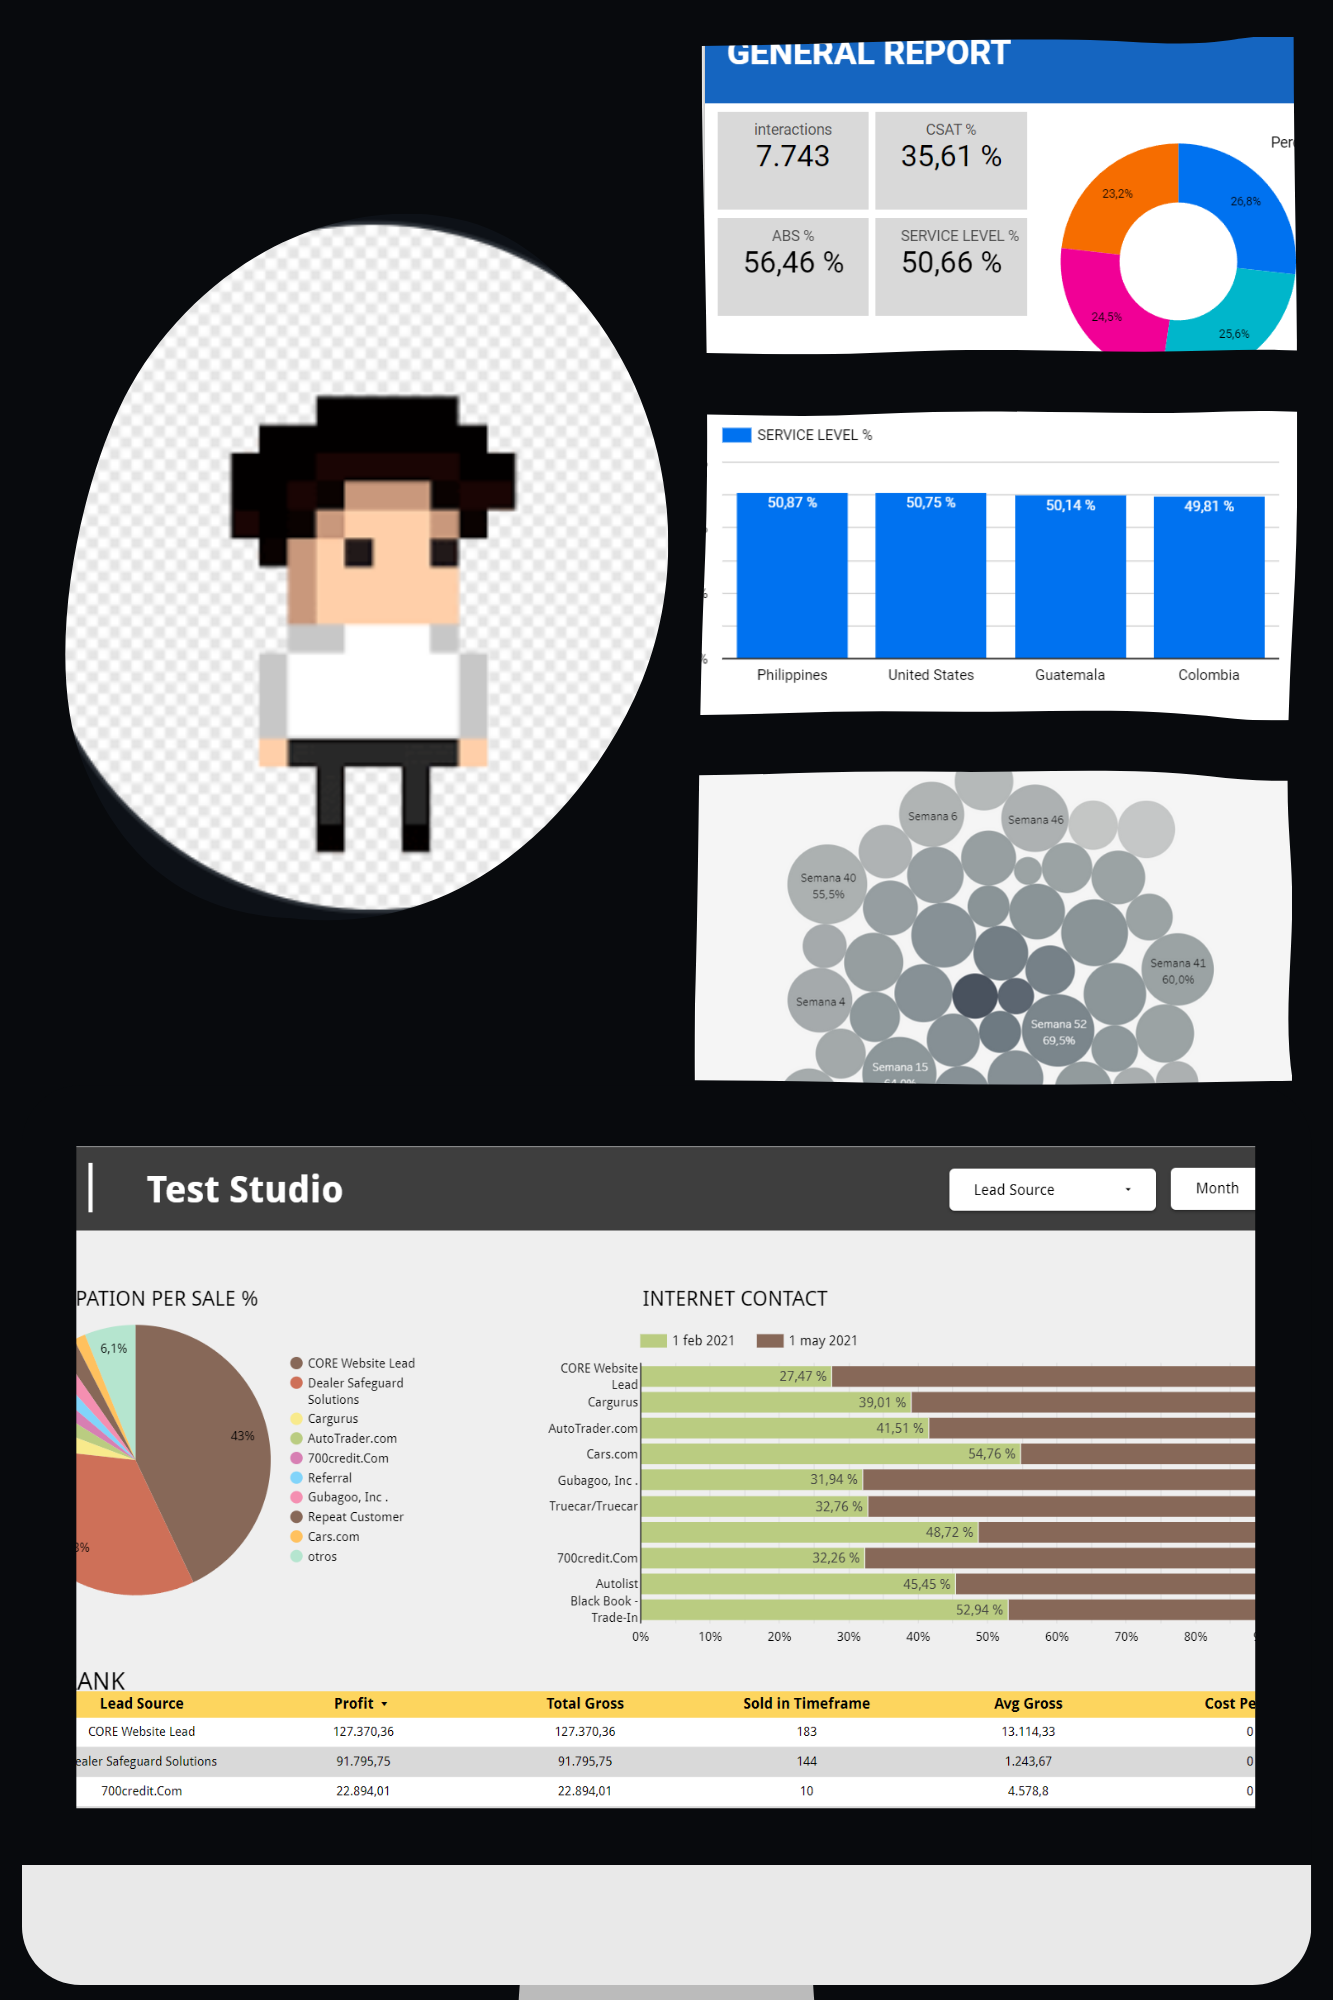 GENERAL REPORT
interactions
7.743
CSAT %
35,61 %
ABS %
56,46 %
SERVICE LEVEL %
50,66 %
23,2%
26,8%
24,5%
25,6%
SERVICE LEVEL %
50,87 %
50,75 %
50,14 %
49,81 %
Philippines
United States
Guatemala
Colombia
Semana 6
Semana 46
Semana 40
55,5%
Semana 41
60,0%
Semana 4
Semana 52
69,5%
Semana 15
Test Studio
Lead Source
Month
PATION PER SALE %
6,1%
43%
CORE Website Lead
Dealer Safeguard
Solutions
Cargurus
AutoTrader.com
700credit.Com
Referral
Gubagoo, Inc .
Repeat Customer
Cars.com
otros
INTERNET CONTACT
1 feb 2021
1 may 2021
CORE Website
Lead
27,47 %
Cargurus
39,01 %
AutoTrader.com
41,51 %
Cars.com
54,76 %
Gubagoo, Inc .
31,94 %
Truecar/Truecar
32,76 %
48,72 %
700credit.Com
32,26 %
Autolist
45,45 %
Black Book -
Trade-In
52,94 %
0% 10% 20% 30% 40% 50% 60% 70% 80%
ANK
Lead Source Profit Total Gross Sold in Timeframe Avg Gross Cost Pe
CORE Website Lead 127.370,36 127.370,36 183 13.114,33 0
ealer Safeguard Solutions 91.795,75 91.795,75 144 1.243,67 0
700credit.Com 22.894,01 22.894,01 10 4.578,8 0